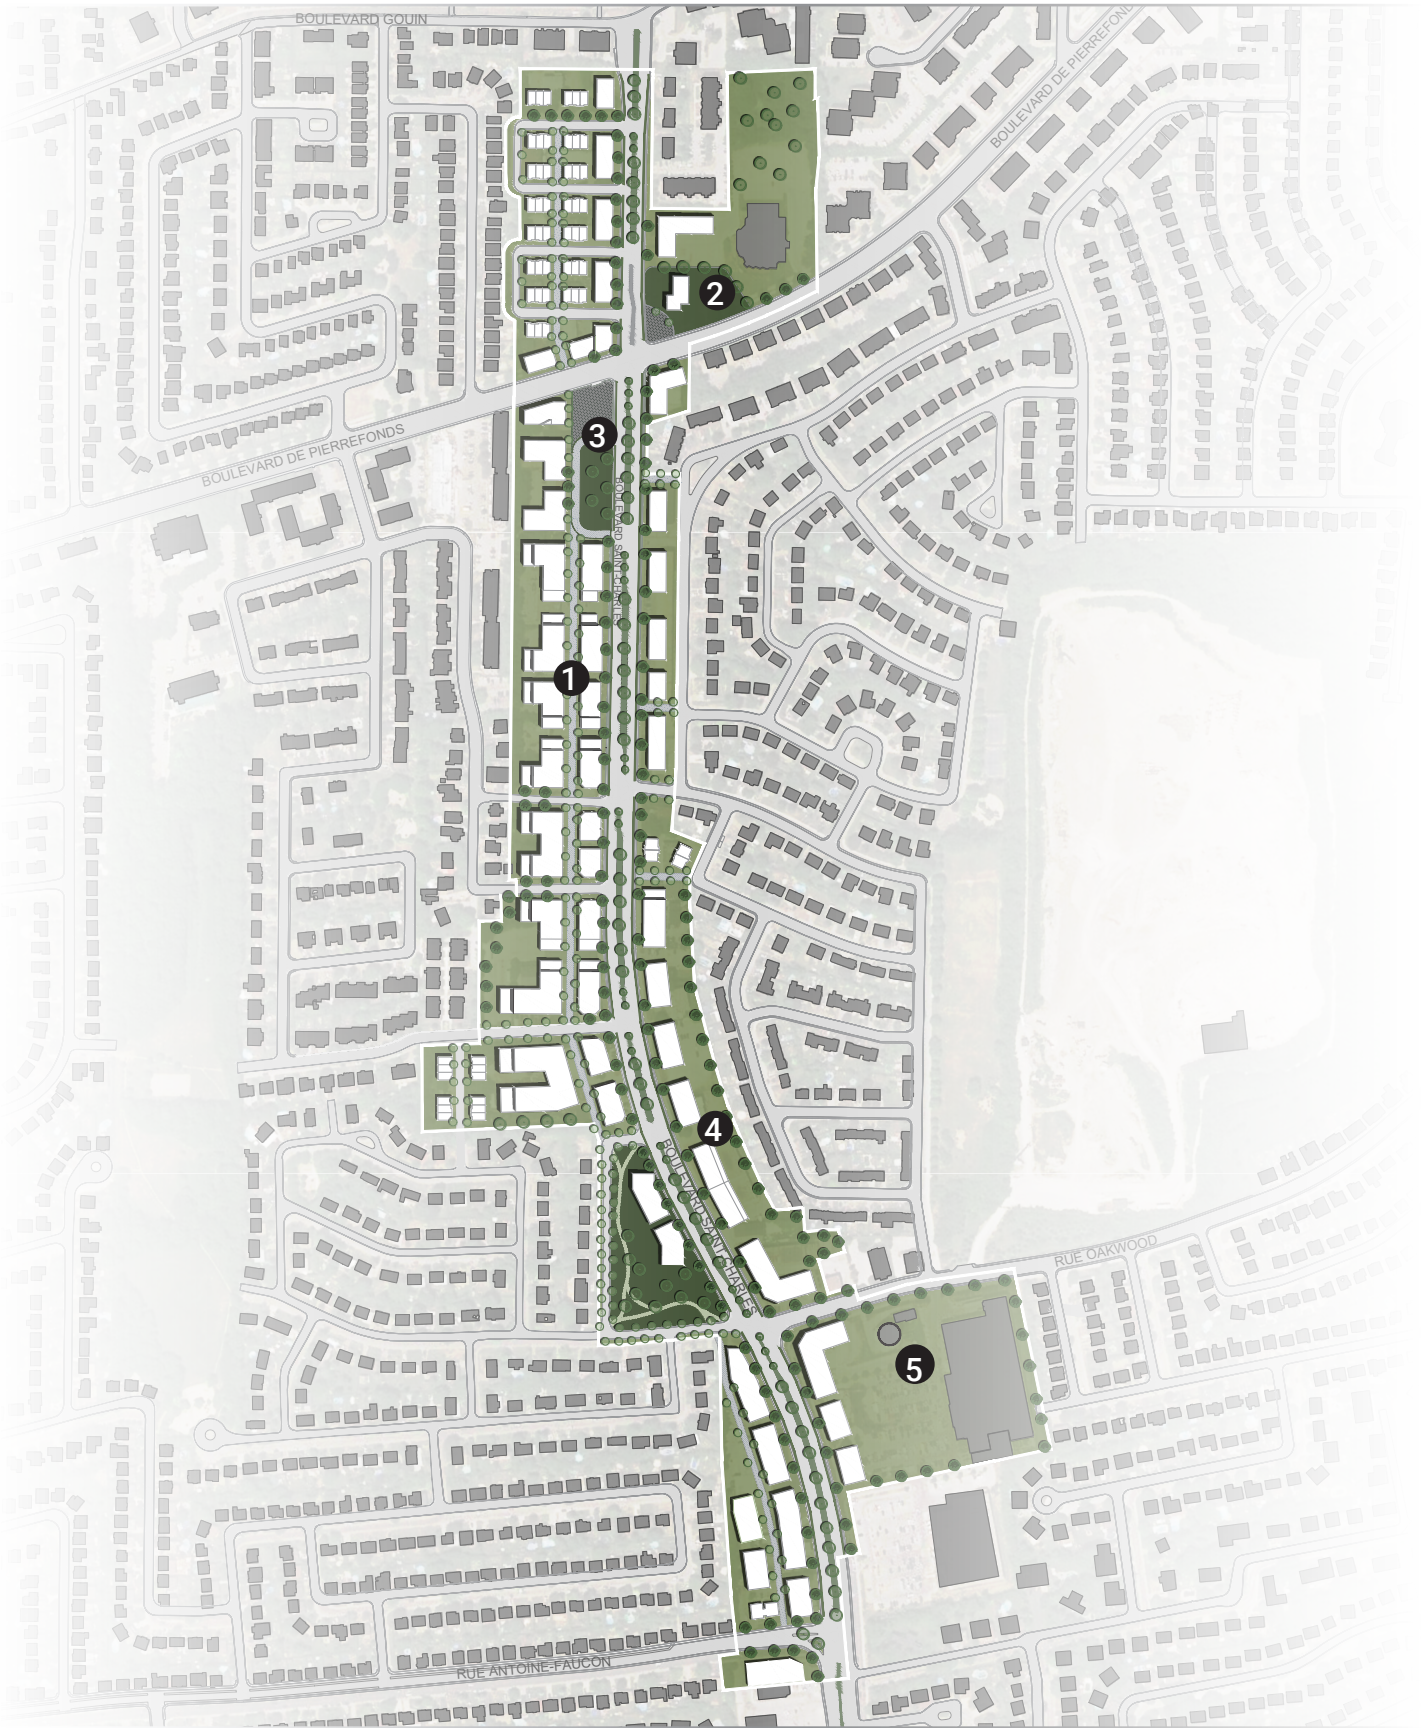 BOULEVARD GOUIN
BOULEVARD DE PIERREFONDS
2
3
BOULEVARD DE PIERREFONDS
BOULEVARD SAINT-CHARLES
1
4
BOULEVARD SAINT-CHARLES
RUE OAKWOOD
5
RUE ANTOINE-FAUCON